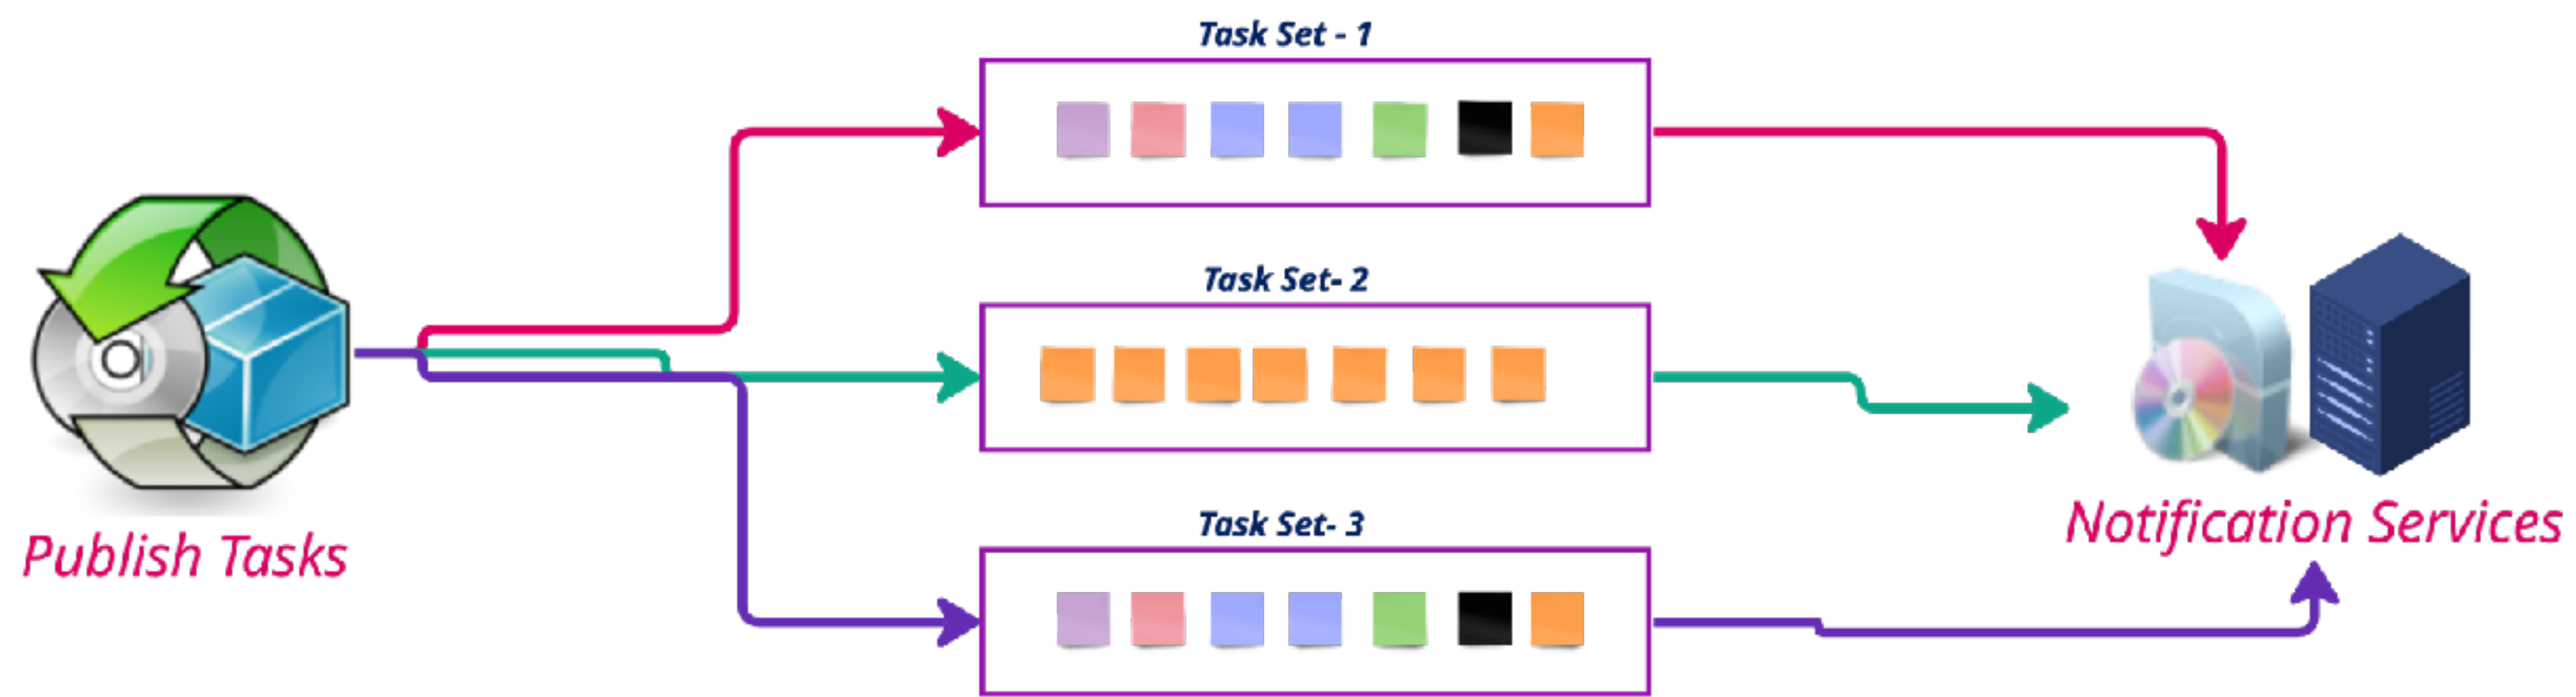 Task Set - 1
Task Set- 2
Publish Tasks
Notification Services
Task Set- 3